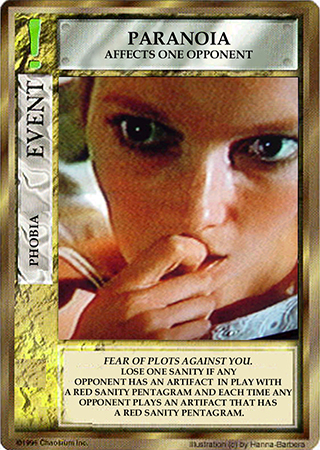 !
PARANOIA
AFFECTS ONE OPPONENT
EVENT
PHOBIA
FEAR OF PLOTS AGAINST YOU.
LOSE ONE SANITY IF ANY
OPPONENT HAS AN ARTIFACT IN PLAY WITH
A RED SANITY PENTAGRAM AND EACH TIME ANY
OPPONENT PLAYS AN ARTIFACT THAT HAS
A RED SANITY PENTAGRAM.
©1996 Chaosium Inc.
Illustration (c) by Hanna-Barbera